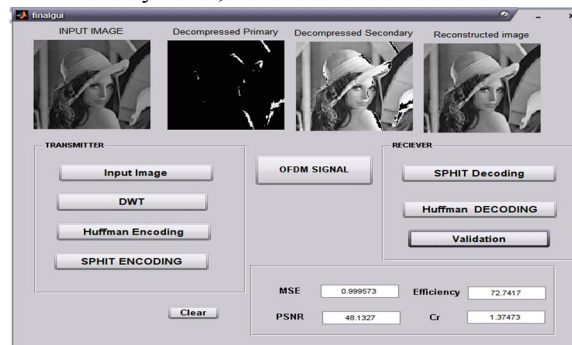 finalgui
INPUT IMAGE
Decompressed Primary
Decompressed Secondary
Reconstructed image
TRANSMITTER
Input Image
DWT
Huffman Encoding
SPHIT ENCODING
Clear
OFDM SIGNAL
RECIEVER
SPHIT Decoding
Huffman DECODING
Validation
MSE 0.999573 Efficiency 72.7417
PSNR 48.1327 Cr 1.37473